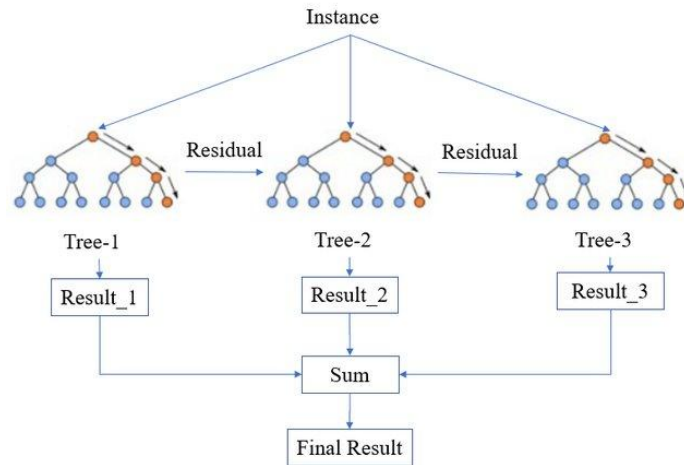 Instance
Residual
Residual
Tree-1
Tree-2
Tree-3
Result_1
Result_2
Result_3
Sum
Final Result